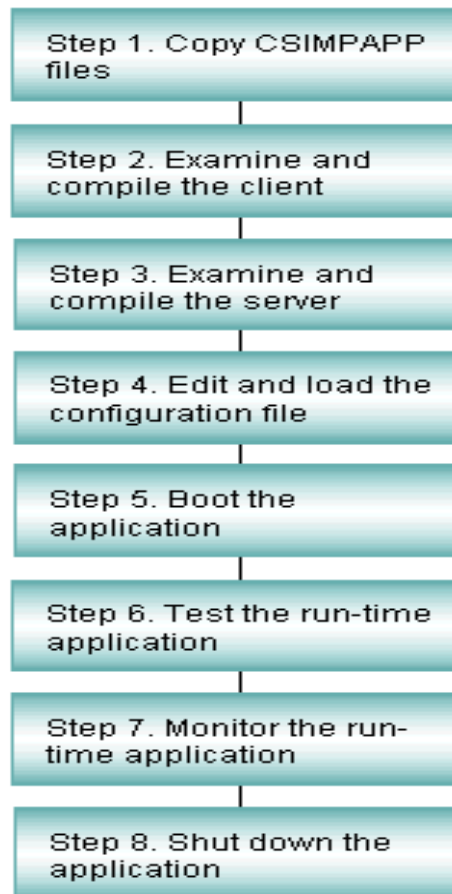 Step 1. Copy CSIMPAPP
files
Step 2. Examine and
compile the client
Step 3. Examine and
compile the server
Step 4. Edit and load the
configuration file
Step 5. Boot the
application
Step 6. Test the run-time
application
Step 7. Monitor the run-
time application
Step 8. Shut down the
application